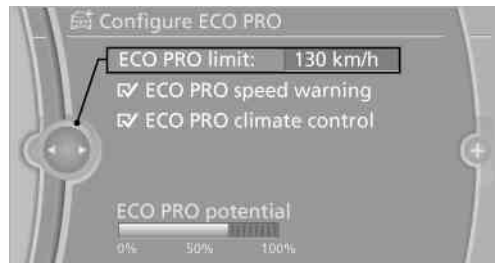 Configure ECO PRO
ECO PRO limit: 130 km/h
ECO PRO speed warning
ECO PRO climate control
ECO PRO potential
0% 50% 100%